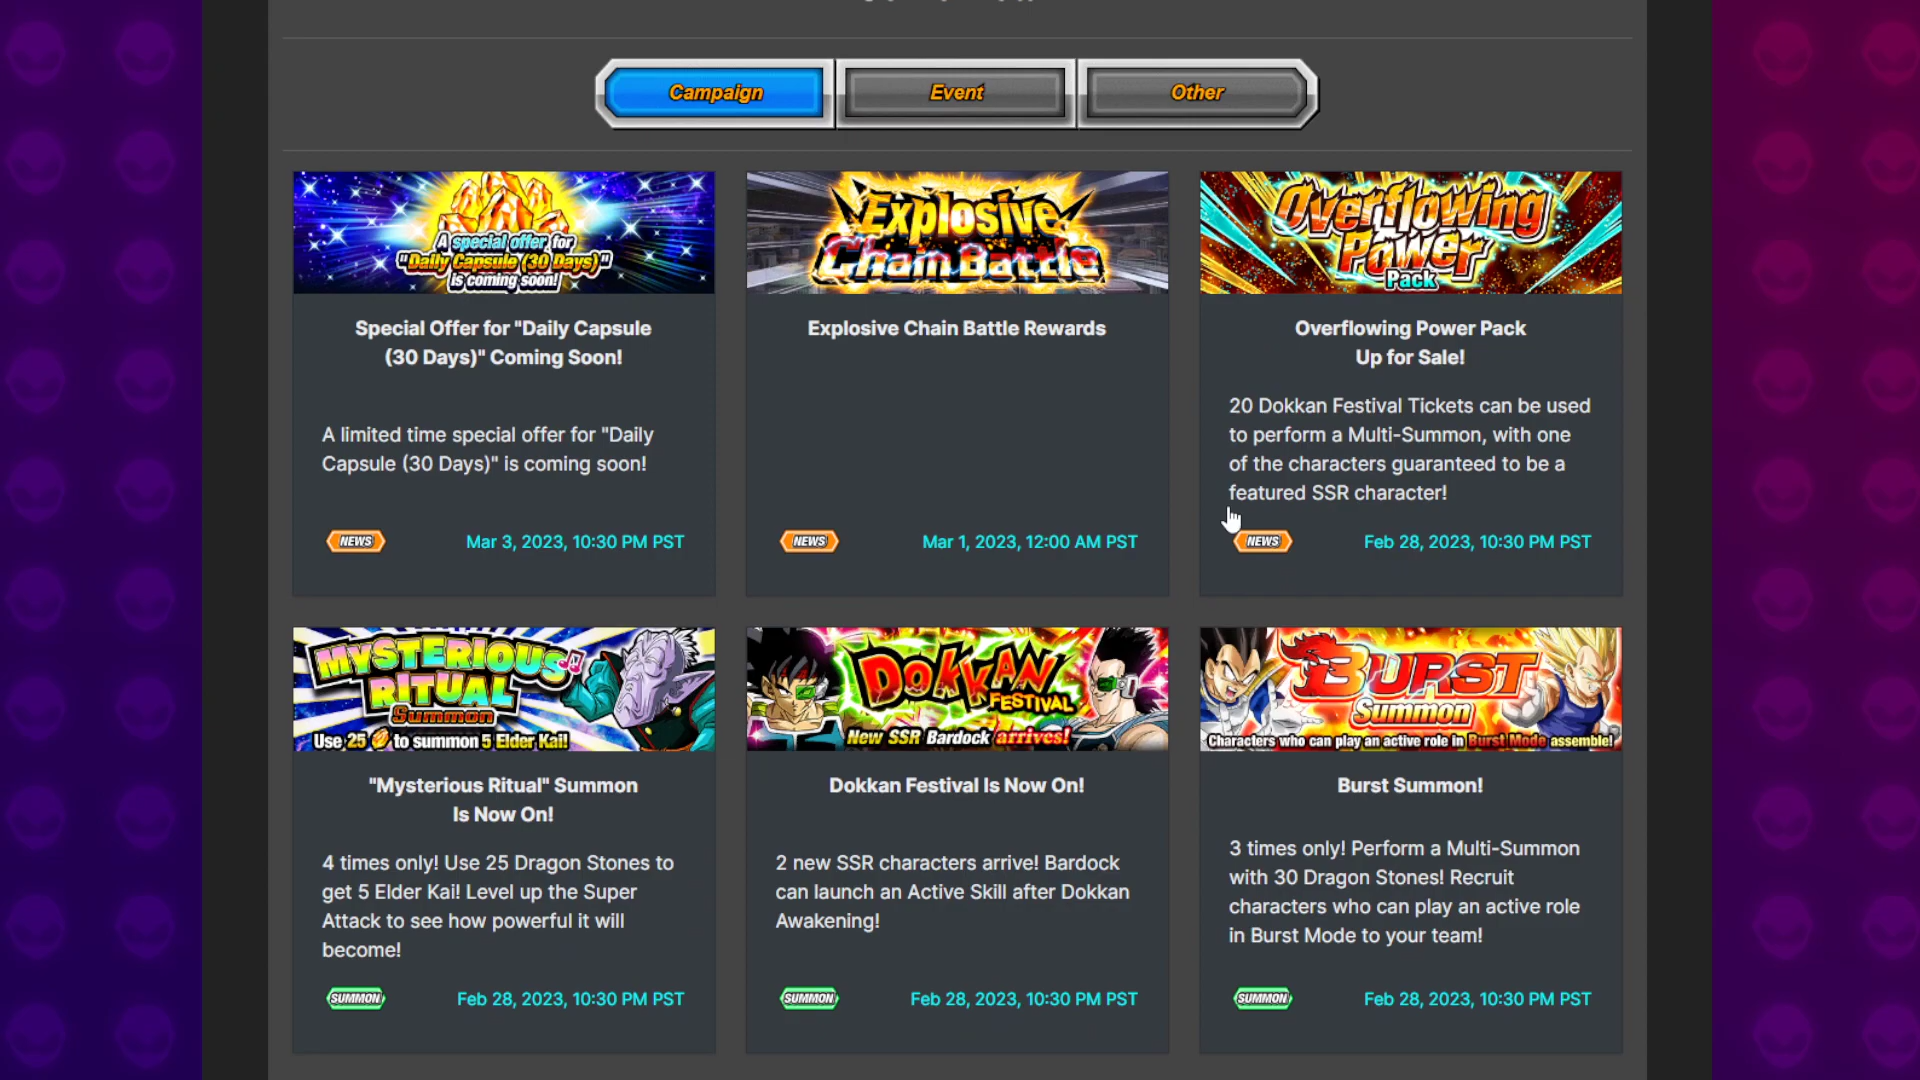 Campaign
Event
Other
A special offer for
"Daily Capsule (30 Days)"
is coming soon!
Explosive
Chain Battle
Overflowing
Power
Pack
Special Offer for "Daily Capsule
(30 Days)" Coming Soon!
Explosive Chain Battle Rewards
Overflowing Power Pack
Up for Sale!
A limited time special offer for "Daily
Capsule (30 Days)" is coming soon!
20 Dokkan Festival Tickets can be used
to perform a Multi-Summon, with one
of the characters guaranteed to be a
featured SSR character!
NEWS
Mar 3, 2023, 10:30 PM PST
NEWS
Mar 1, 2023, 12:00 AM PST
NEWS
Feb 28, 2023, 10:30 PM PST
MYSTERIOUS
RITUAL
Summon
Use 25 to summon 5 Elder Kai!
DOKKAN
FESTIVAL
New SSR Bardock arrives!
BURST
Summon
Characters who can play an active role in Burst Mode assemble!
"Mysterious Ritual" Summon
Is Now On!
Dokkan Festival Is Now On!
Burst Summon!
4 times only! Use 25 Dragon Stones to
get 5 Elder Kai! Level up the Super
Attack to see how powerful it will
become!
2 new SSR characters arrive! Bardock
can launch an Active Skill after Dokkan
Awakening!
3 times only! Perform a Multi-Summon
with 30 Dragon Stones! Recruit
characters who can play an active role
in Burst Mode to your team!
SUMMON
Feb 28, 2023, 10:30 PM PST
SUMMON
Feb 28, 2023, 10:30 PM PST
SUMMON
Feb 28, 2023, 10:30 PM PST